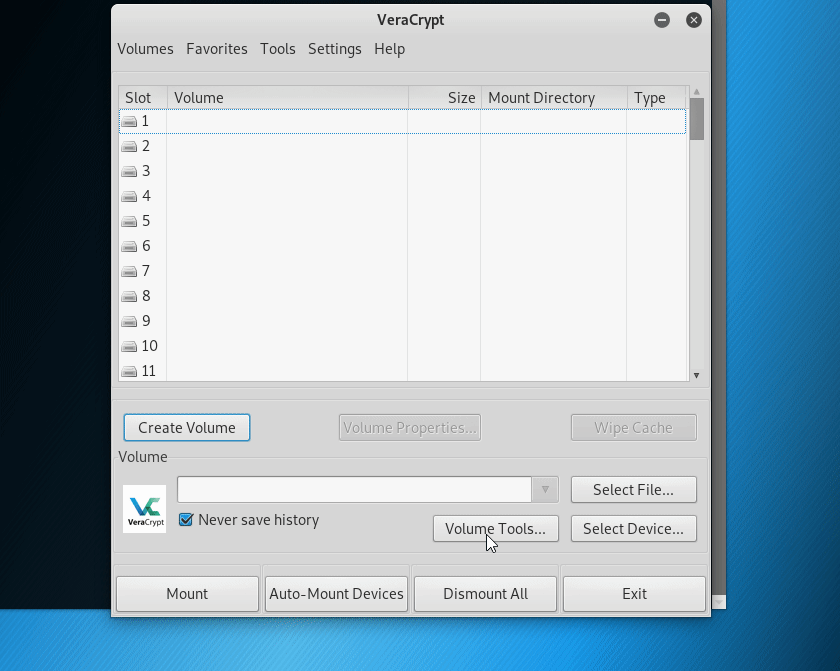 VeraCrypt
Volumes Favorites Tools Settings Help
Slot Volume Size Mount Directory Type
1
2
3
4
5
6
7
8
9
10
11
Create Volume Volume Properties... Wipe Cache
Volume
Select File...
VeraCrypt
Never save history
Volume Tools... Select Device...
Mount Auto-Mount Devices Dismount All Exit